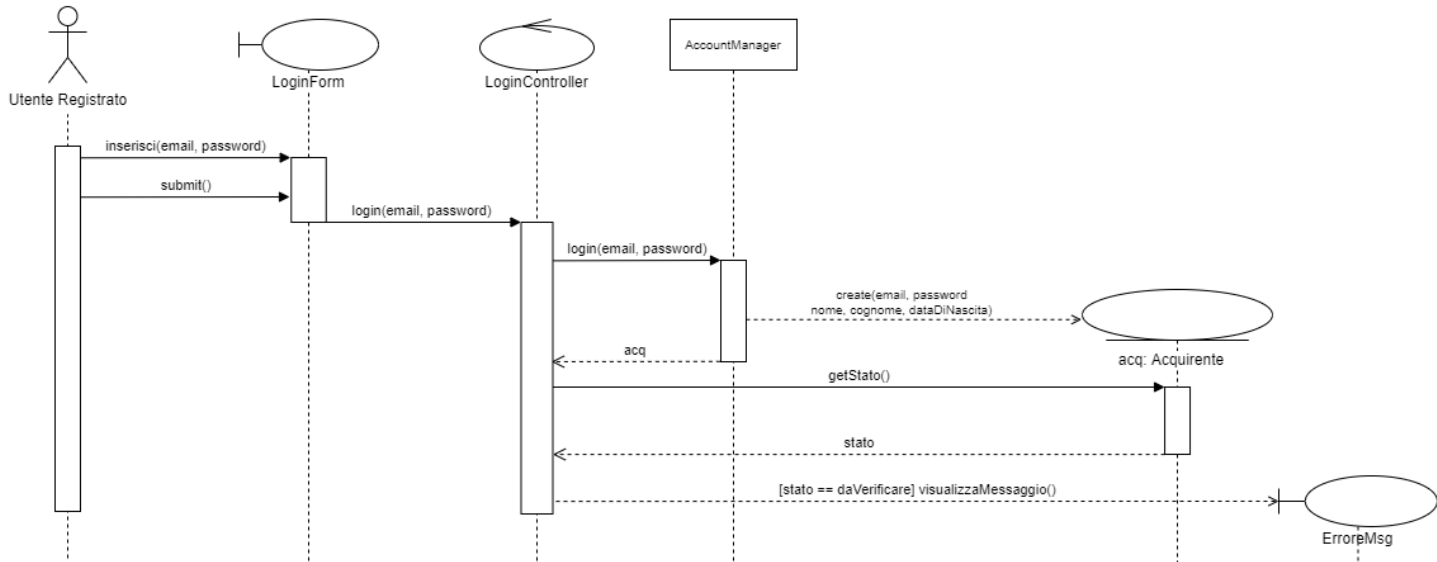 AccountManager
LoginForm
LoginController
Utente Registrato
inserisci(email, password)
submit()
login(email, password)
login(email, password)
create(email, password
nome, cognome, dataDiNascita)
acq
acq: Acquirente
getStato()
stato
[stato == daVerificare] visualizzaMessaggio()
ErroreMsg